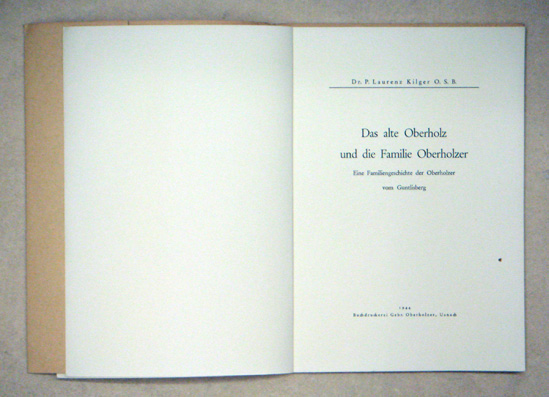 Dr. P. Laurenz Kilger O. S. B.
Das alte Oberholz
und die Familie Oberholzer
Eine Familiengeschichte der Oberholzer
vom Guntlisberg
Buchdruckerei Gebr. Oberholzer, Uznach